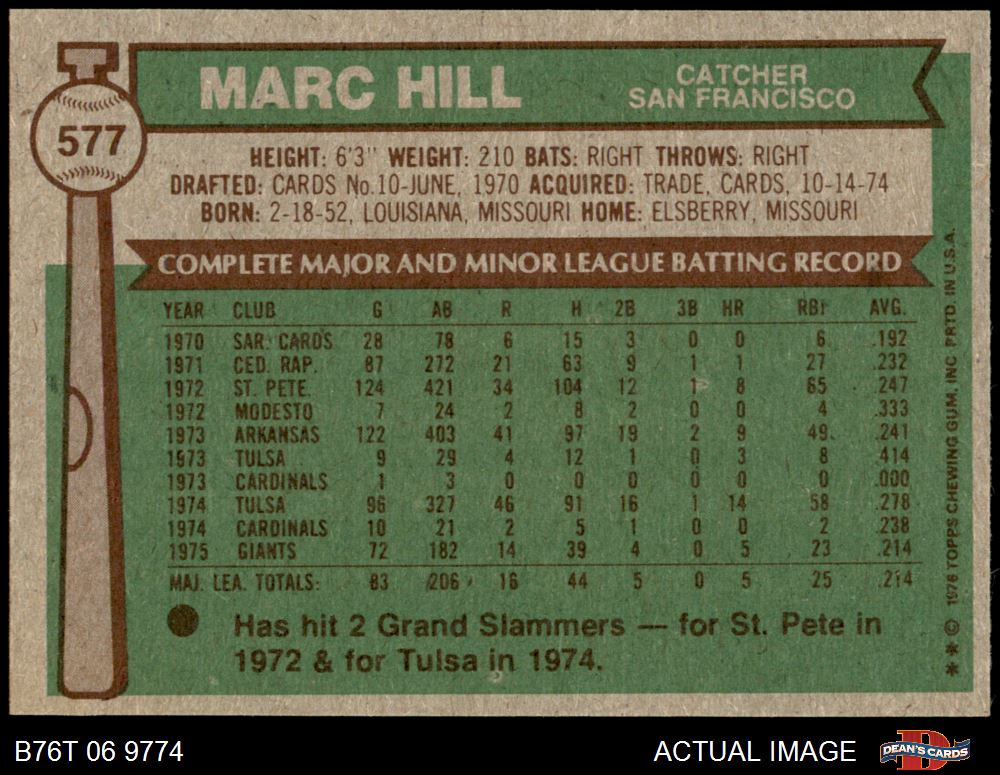 577
MARC HILL
CATCHER
SAN FRANCISCO
HEIGHT: 6'3" WEIGHT: 210 BATS: RIGHT THROWS: RIGHT
DRAFTED: CARDS No.10-JUNE, 1970 ACQUIRED: TRADE, CARDS, 10-14-74
BORN: 2-18-52, LOUISIANA, MISSOURI HOME: ELSBERRY, MISSOURI
COMPLETE MAJOR AND MINOR LEAGUE BATTING RECORD
YEAR CLUB G AB R H 2B 3B HR RBI AVG.
1970 SAR. CARDS 28 78 6 15 3 0 0 6 .192
1971 CED. RAP. 87 272 21 63 9 1 1 27 .232
1972 ST. PETE. 124 421 34 104 12 1 8 65 .247
1972 MODESTO 7 24 2 8 2 0 0 4 .333
1973 ARKANSAS 122 403 41 97 19 2 9 49 .241
1973 TULSA 9 29 4 12 1 0 3 8 .414
1973 CARDINALS 1 3 0 0 0 0 0 0 .000
1974 TULSA 96 327 46 91 16 1 14 58 .278
1974 CARDINALS 10 21 2 5 1 0 0 2 .238
1975 GIANTS 72 182 14 39 4 0 5 23 .214
MAJ. LEA. TOTALS: 83 206 16 44 5 0 5 25 .214
Has hit 2 Grand Slammers — for St. Pete in
1972 & for Tulsa in 1974.
** © 1976 TOPPS CHEWING GUM, INC PRTD. IN U.S.A.
B76T 06 9774
ACTUAL IMAGE
DEAN'S CARDS